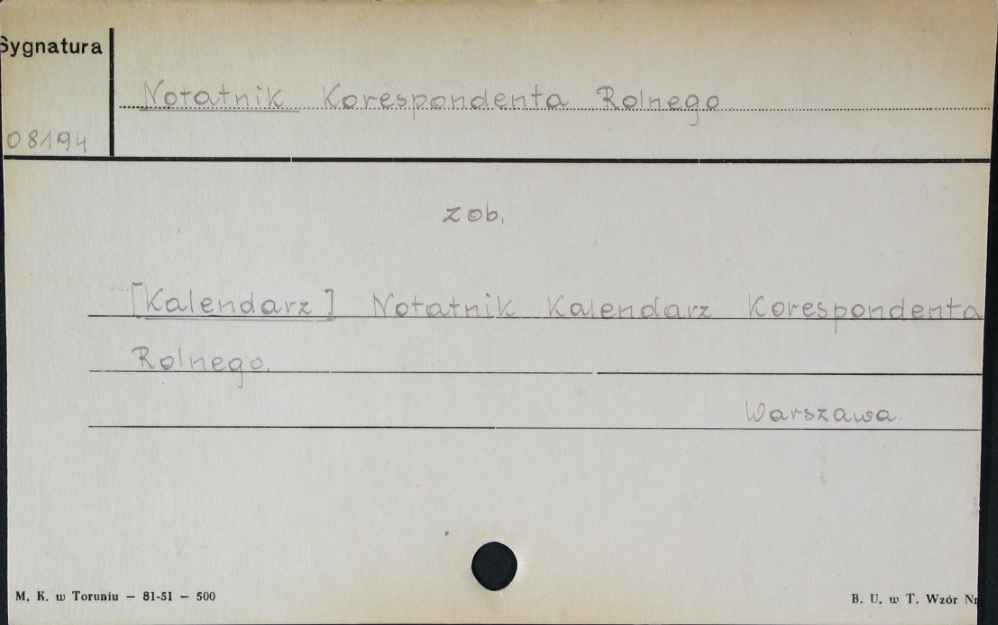 Sygnatura
Notatnik Korespondenta Rolnego
08194
zob.
[Kalendarz] Notatnik Kalendarz Korespondenta
Rolnego.
Warszawa.
M. K. w Toruniu — 81-51 — 500
B. U. w T. Wzór Nr